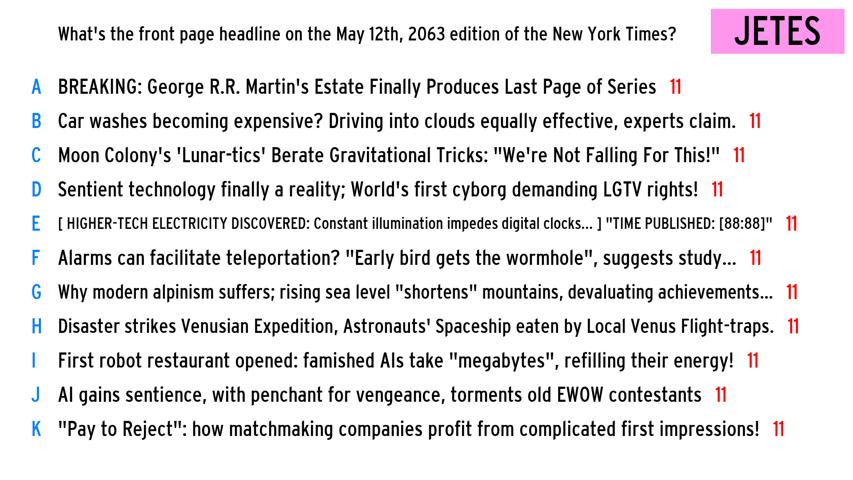 What's the front page headline on the May 12th, 2063 edition of the New York Times?
JETES
A BREAKING: George R.R. Martin's Estate Finally Produces Last Page of Series 11
B Car washes becoming expensive? Driving into clouds equally effective, experts claim. 11
C Moon Colony's 'Lunar-tics' Berate Gravitational Tricks: "We're Not Falling For This!" 11
D Sentient technology finally a reality; World's first cyborg demanding LGTV rights! 11
E [ HIGHER-TECH ELECTRICITY DISCOVERED: Constant illumination impedes digital clocks... ] "TIME PUBLISHED: [88:88]" 11
F Alarms can facilitate teleportation? "Early bird gets the wormhole", suggests study... 11
G Why modern alpinism suffers; rising sea level "shortens" mountains, devaluating achievements... 11
H Disaster strikes Venusian Expedition, Astronauts' Spaceship eaten by Local Venus Flight-traps. 11
I First robot restaurant opened: famished AIs take "megabytes", refilling their energy! 11
J AI gains sentience, with penchant for vengeance, torments old EWOW contestants 11
K "Pay to Reject": how matchmaking companies profit from complicated first impressions! 11